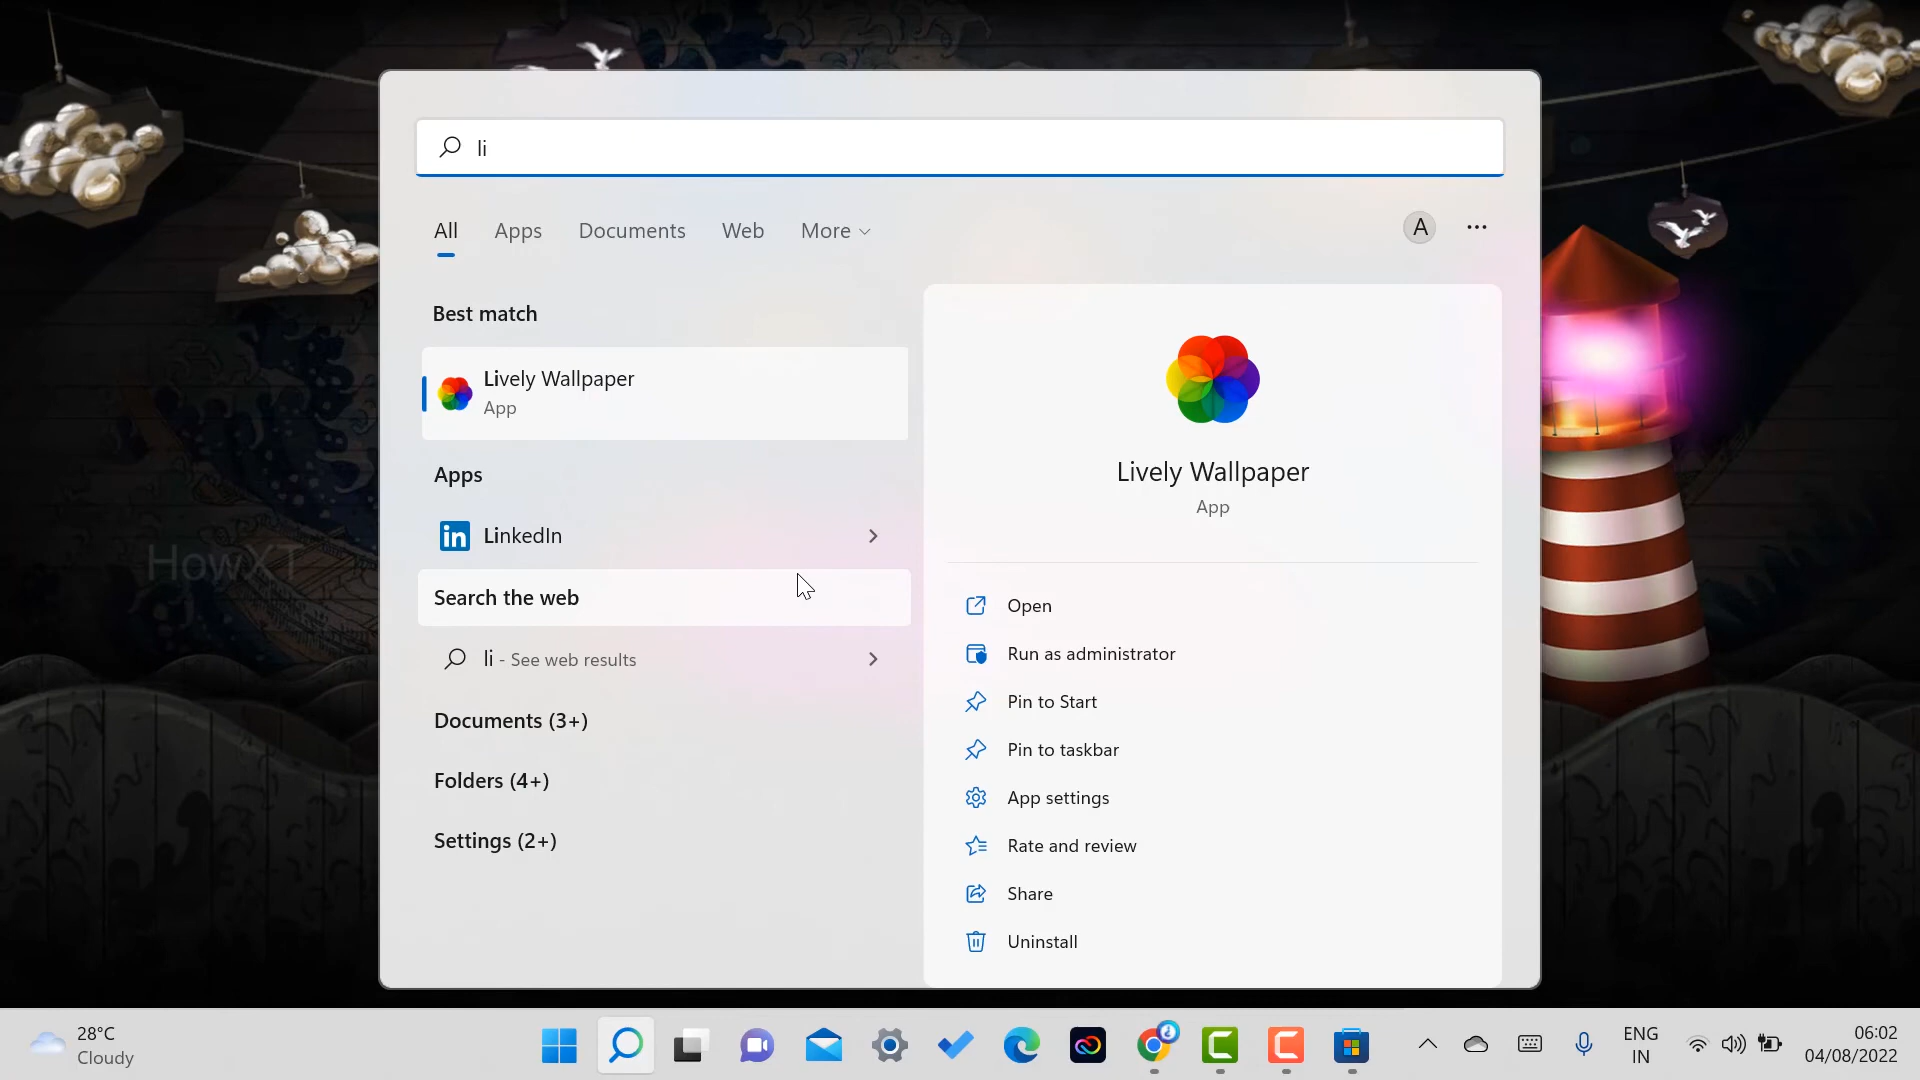 li
All Apps Documents Web More
A
Best match
Lively Wallpaper
App
Apps
LinkedIn
Search the web
li - See web results
Documents (3+)
Folders (4+)
Settings (2+)
Lively Wallpaper
App
Open
Run as administrator
Pin to Start
Pin to taskbar
App settings
Rate and review
Share
Uninstall
HowXT
28°C
Cloudy
ENG
IN
06:02
04/08/2022